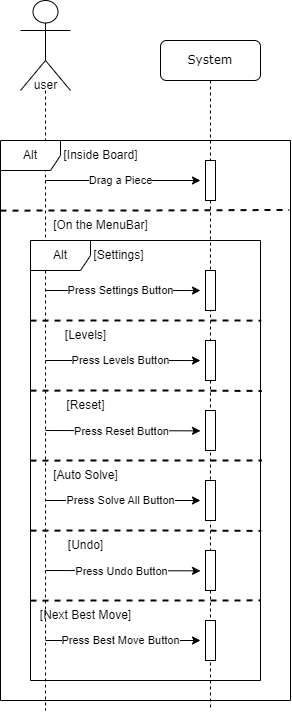 user
System
Alt
[Inside Board]
Drag a Piece
[On the MenuBar]
Alt
[Settings]
Press Settings Button
[Levels]
Press Levels Button
[Reset]
Press Reset Button
[Auto Solve]
Press Solve All Button
[Undo]
Press Undo Button
[Next Best Move]
Press Best Move Button